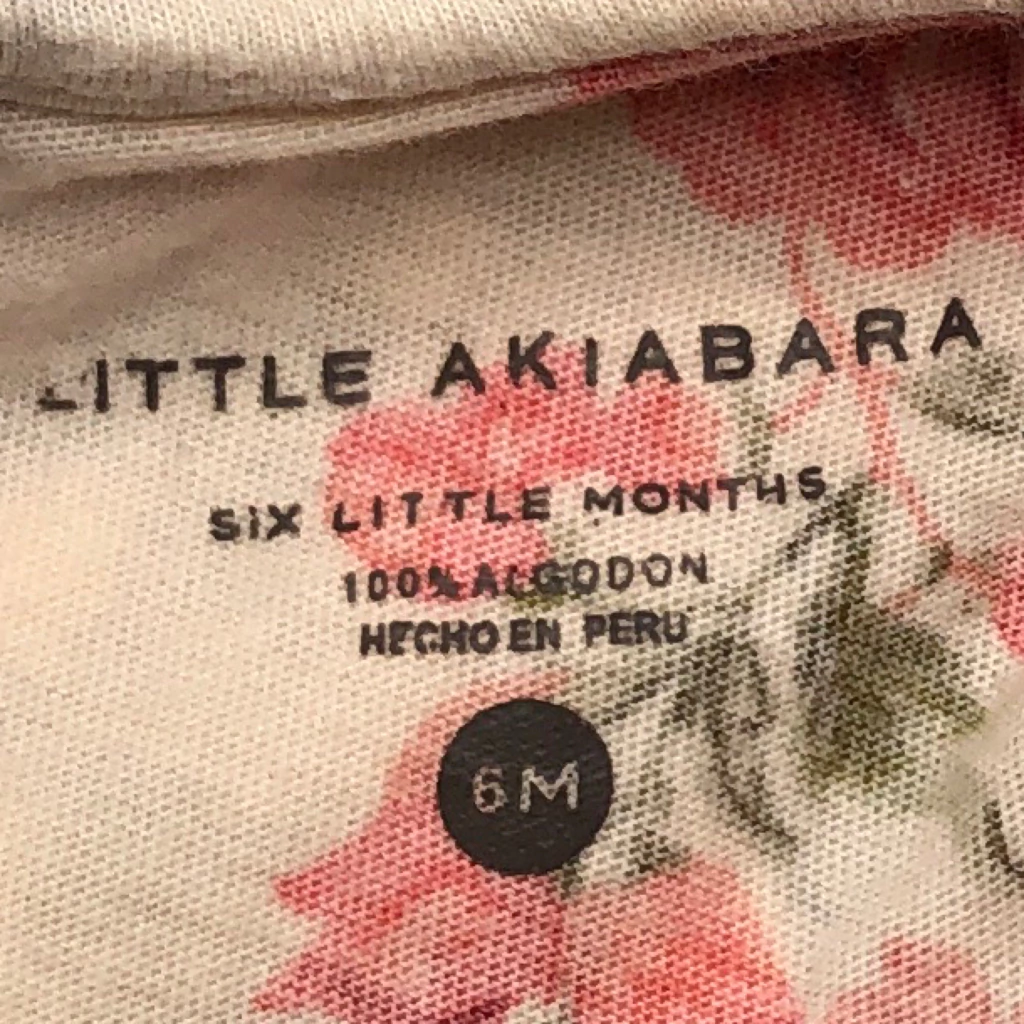 LITTLE AKIABARA
SiX LITTLE MONTHS
100% ALGODON
HECHO EN PERU
6M